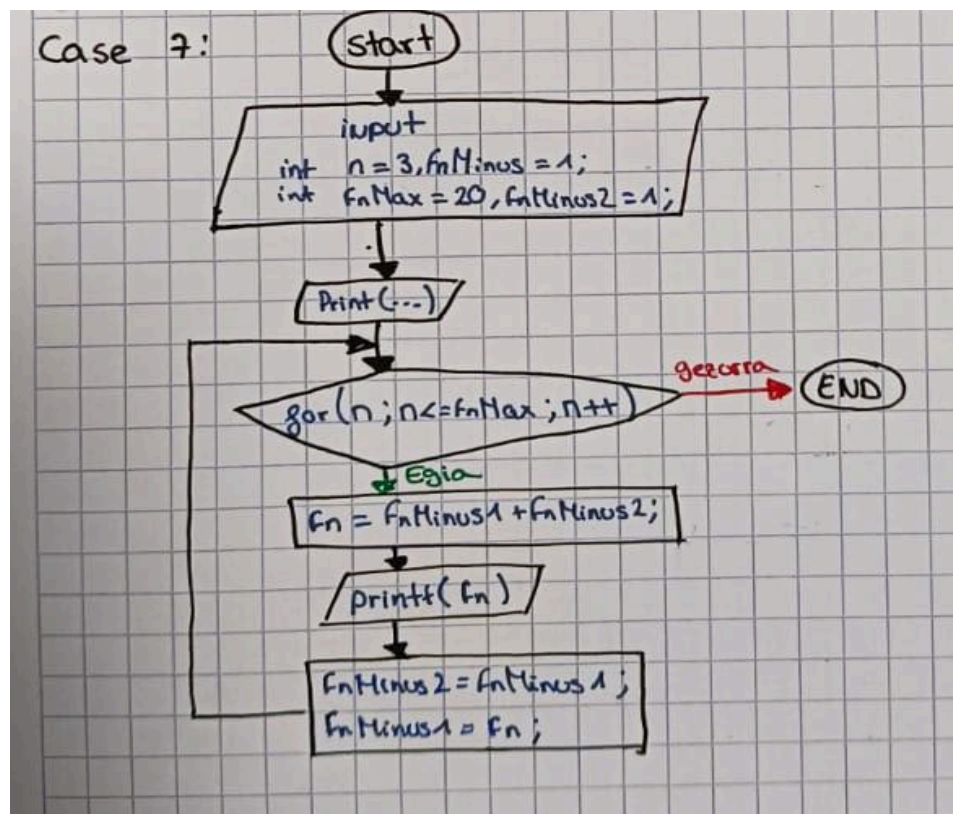 Case 7:
Start
input
int n = 3, fnMinus = 1;
int fnMax = 20, fnMinus2 = 1;
Print(...)
for(n; n<=fnMax; n++)
gezurra
END
Egia
fn = fnMinus1 + fnMinus2;
printf(fn)
fnMinus2 = fnMinus1;
fnMinus1 = fn;